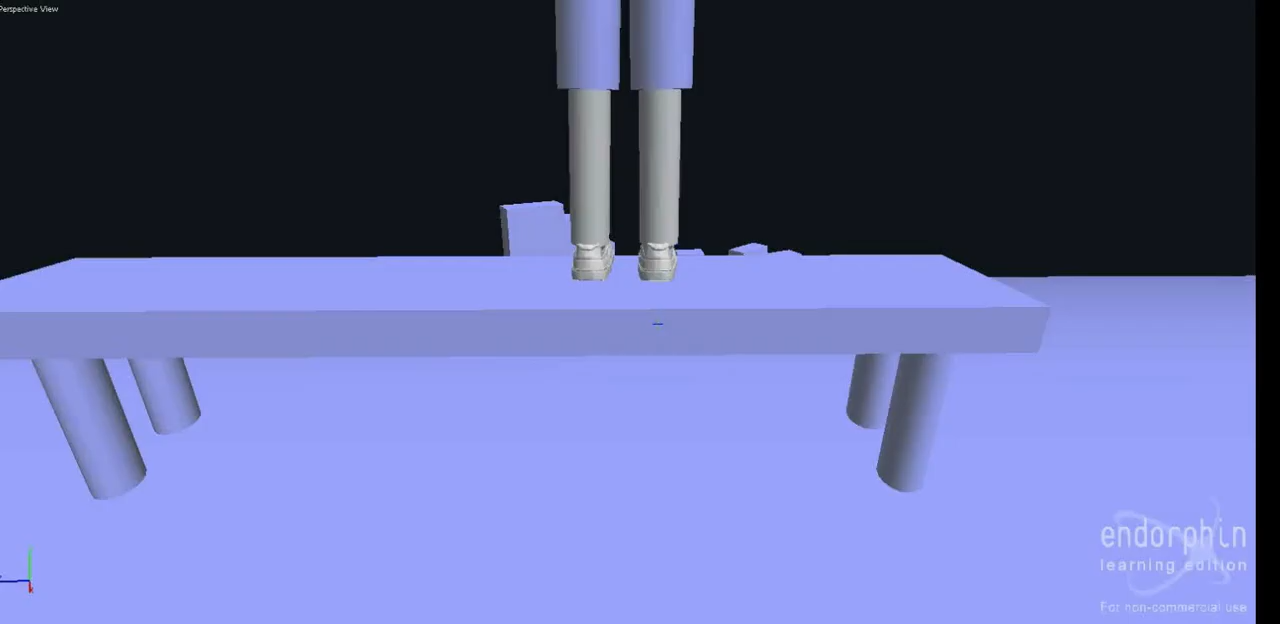 Perspective View
endorphin
learning edition
For non-commercial use